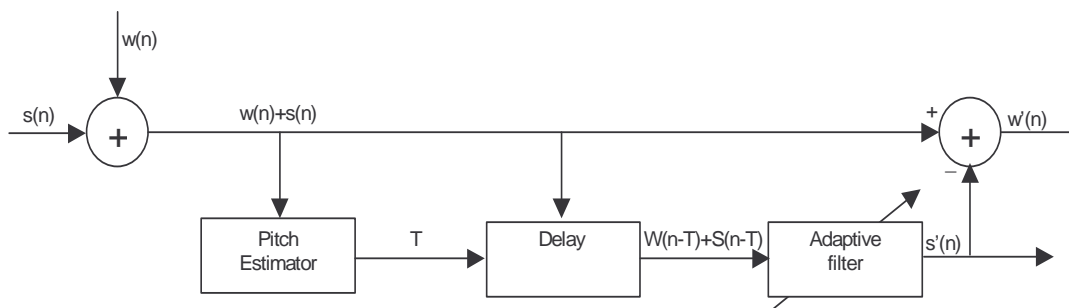 w(n)
s(n)
+
w(n)+s(n)
+
+
w'(n)
–
Pitch
Estimator
T
Delay
W(n-T)+S(n-T)
Adaptive
filter
s'(n)